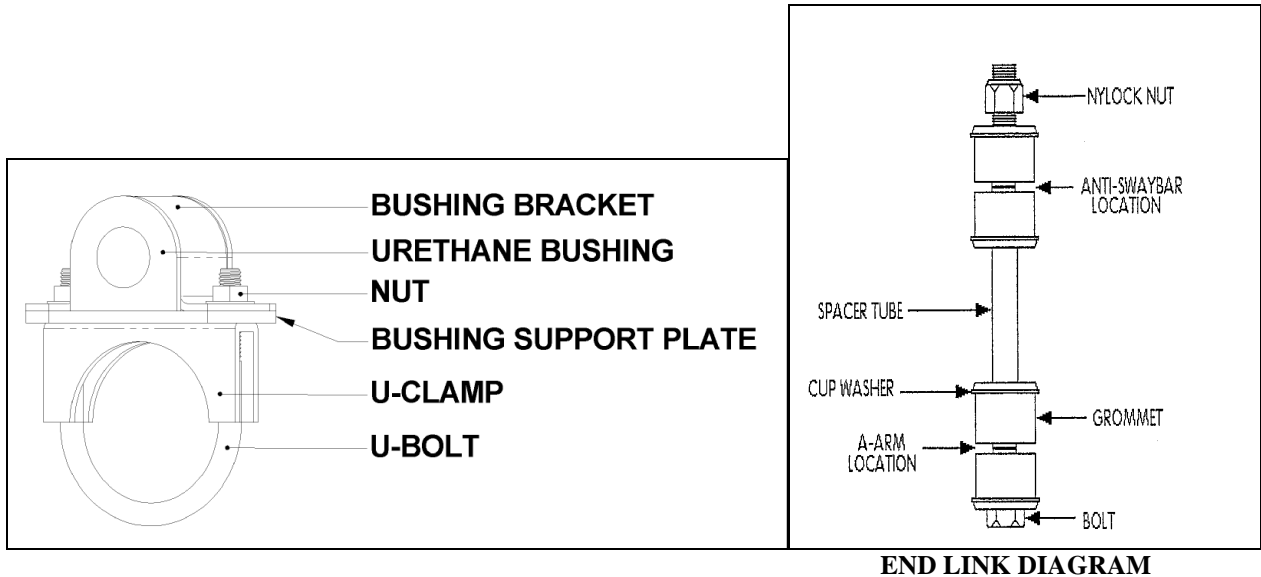 BUSHING BRACKET
URETHANE BUSHING
NUT
BUSHING SUPPORT PLATE
U-CLAMP
U-BOLT
NYLOCK NUT
ANTI-SWAYBAR
LOCATION
SPACER TUBE
CUP WASHER
GROMMET
A-ARM
LOCATION
BOLT
END LINK DIAGRAM